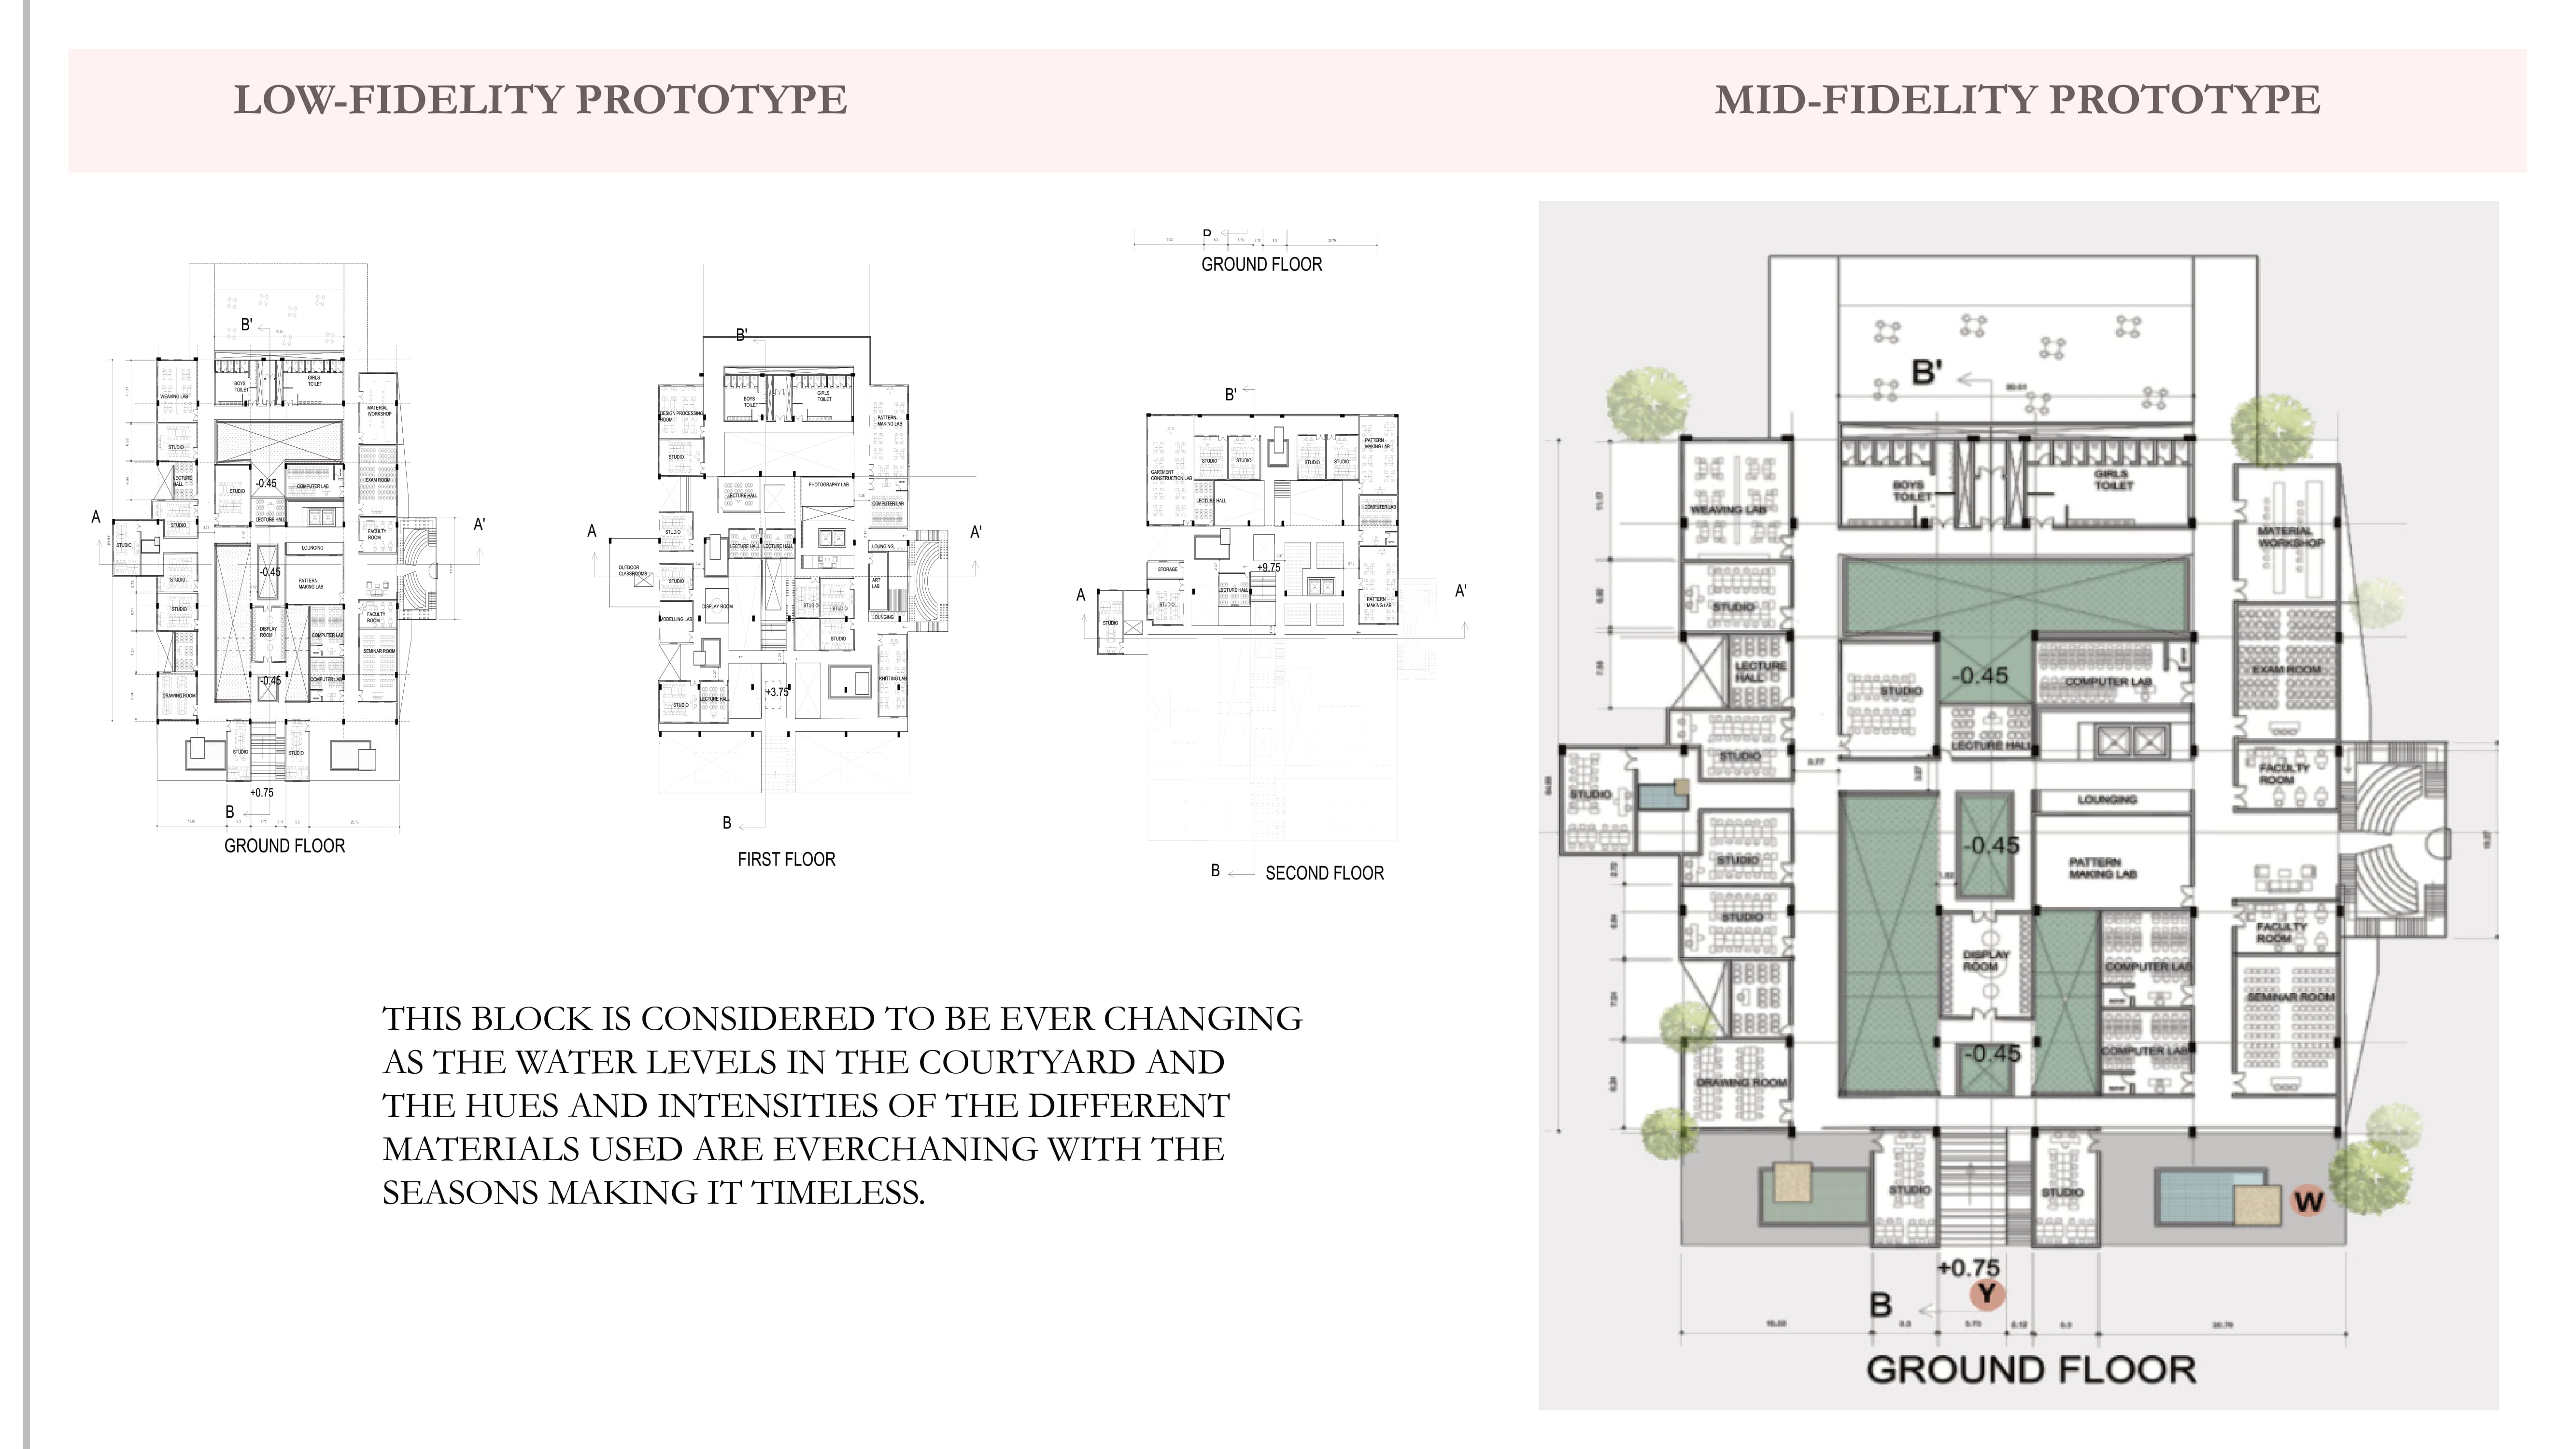 LOW-FIDELITY PROTOTYPE
MID-FIDELITY PROTOTYPE
B'
BOYS
TOILET
GIRLS
TOILET
WEAVING LAB
MATERIAL
WORKSHOP
STUDIO
LECTURE
HALL
EXAM ROOM
-0.45
STUDIO
COMPUTER LAB
LECTURE HALL
A
A'
STUDIO
STUDIO
FACULTY
ROOM
LOUNGING
-0.45
STUDIO
PATTERN
MAKING LAB
STUDIO
FACULTY
ROOM
DISPLAY
ROOM
COMPUTER LAB
SEMINAR ROOM
-0.45
COMPUTER LAB
DRAWING ROOM
STUDIO
STUDIO
+0.75
B
GROUND FLOOR
B'
BOYS
TOILET
GIRLS
TOILET
DESIGN PROCESSING
ROOM
PATTERN
MAKING LAB
STUDIO
LECTURE HALL
PHOTOGRAPHY LAB
COMPUTER LAB
STUDIO
A
A'
LECTURE HALL
LECTURE HALL
LOUNGING
OUTDOOR
CLASSROOMS
STUDIO
ART
LAB
DISPLAY ROOM
STUDIO
STUDIO
MODELLING LAB
LOUNGING
STUDIO
KNITTING LAB
+3.75
STUDIO
LECTURE HALL
B
FIRST FLOOR
B
GROUND FLOOR
B'
STUDIO
STUDIO
STUDIO
STUDIO
PATTERN
MAKING LAB
GARTMENT
CONSTRUCTION LAB
LECTURE HALL
COMPUTER LAB
STORAGE
+9.75
A
A'
LECTURE HALL
PATTERN
MAKING LAB
STUDIO
STUDIO
B
SECOND FLOOR
THIS BLOCK IS CONSIDERED TO BE EVER CHANGING
AS THE WATER LEVELS IN THE COURTYARD AND
THE HUES AND INTENSITIES OF THE DIFFERENT
MATERIALS USED ARE EVERCHANING WITH THE
SEASONS MAKING IT TIMELESS.
B'
BOYS
TOILET
GIRLS
TOILET
WEAVING LAB
MATERIAL
WORKSHOP
STUDIO
LECTURE
HALL
EXAM ROOM
-0.45
STUDIO
COMPUTER LAB
LECTURE HALL
STUDIO
FACULTY
ROOM
STUDIO
LOUNGING
-0.45
STUDIO
PATTERN
MAKING LAB
STUDIO
FACULTY
ROOM
DISPLAY
ROOM
COMPUTER LAB
SEMINAR ROOM
-0.45
COMPUTER LAB
DRAWING ROOM
STUDIO
STUDIO
W
+0.75
Y
B
GROUND FLOOR